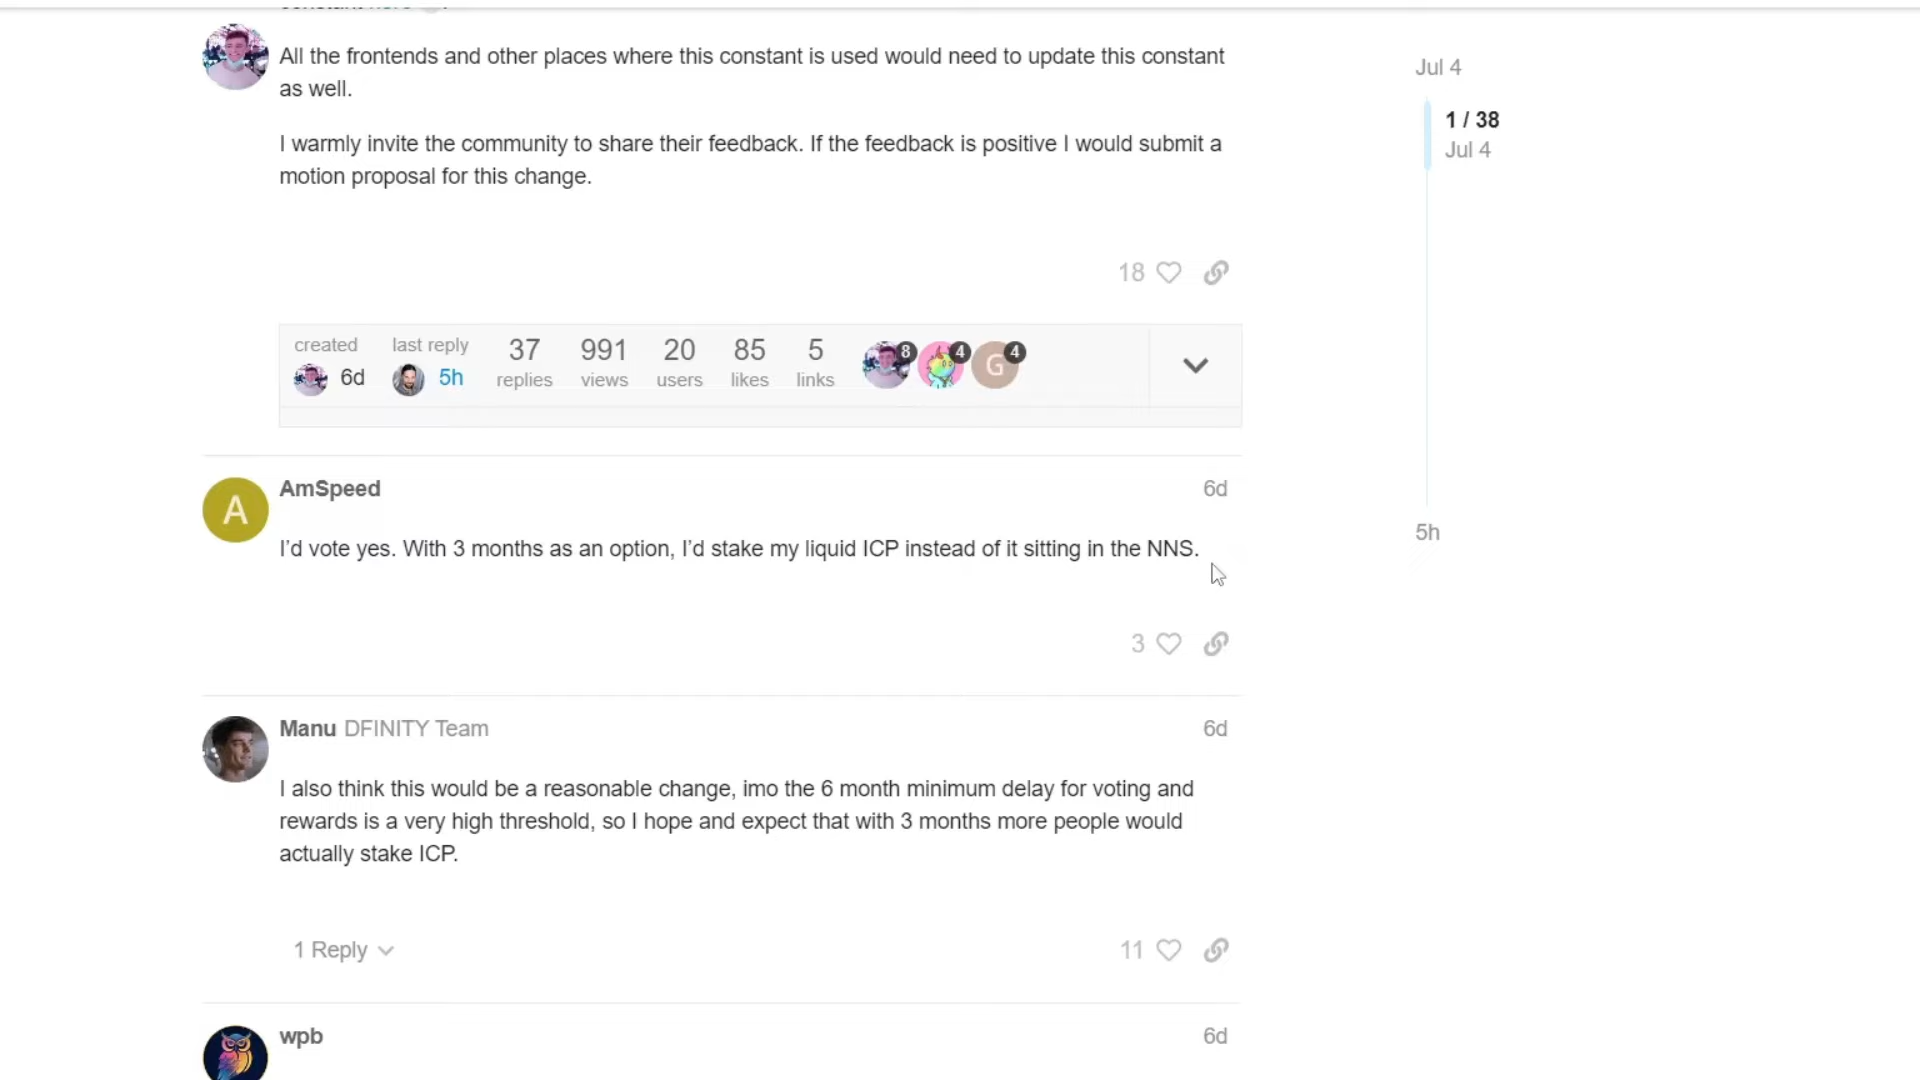 All the frontends and other places where this constant is used would need to update this constant
as well.
I warmly invite the community to share their feedback. If the feedback is positive I would submit a
motion proposal for this change.
18
created
6d
last reply
5h
37
replies
991
views
20
users
85
likes
5
links
8
4
G
4
A
AmSpeed
6d
I’d vote yes. With 3 months as an option, I’d stake my liquid ICP instead of it sitting in the NNS.
3
Manu DFINITY Team
6d
I also think this would be a reasonable change, imo the 6 month minimum delay for voting and
rewards is a very high threshold, so I hope and expect that with 3 months more people would
actually stake ICP.
1 Reply
11
wpb
6d
Jul 4
1 / 38
Jul 4
5h